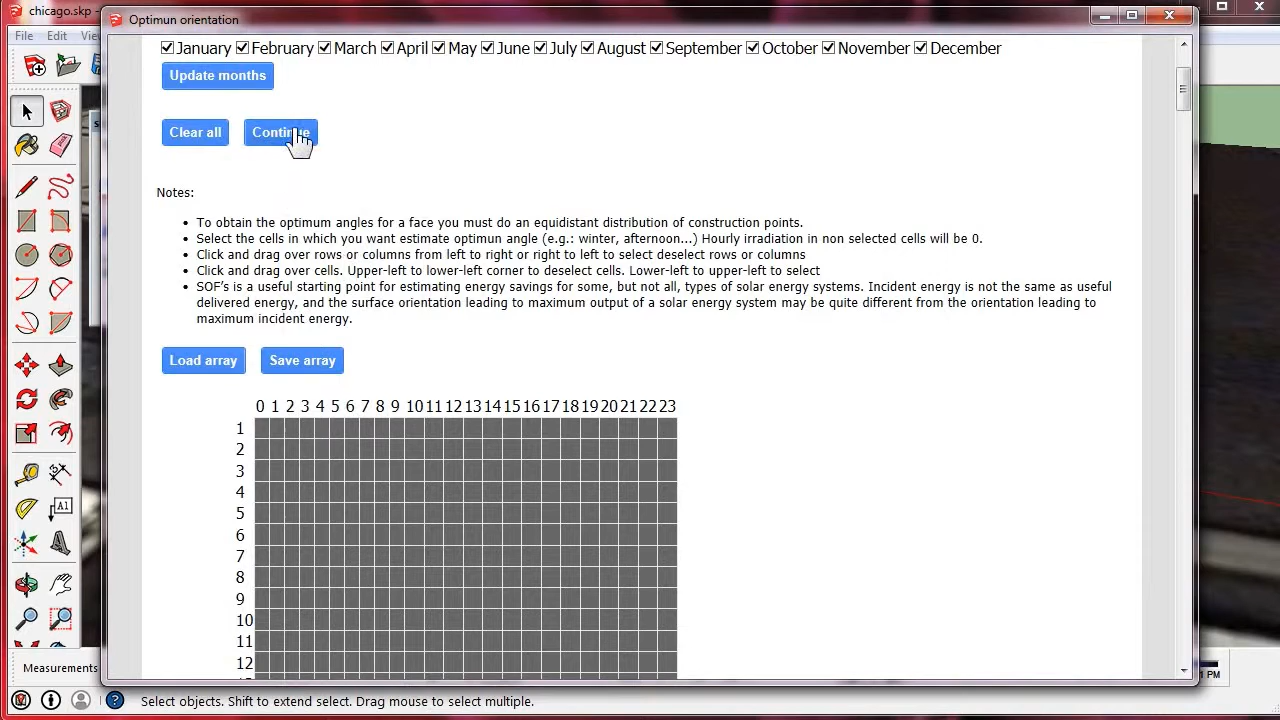 chicago.skp -
Optimun orientation
File Edit
January February March April May June July August September October November December
Update months
Clear all Continue
Notes:
• To obtain the optimum angles for a face you must do an equidistant distribution of construction points.
• Select the cells in which you want estimate optimun angle (e.g.: winter, afternoon...) Hourly irradiation in non selected cells will be 0.
• Click and drag over rows or columns from left to right or right to left to select deselect rows or columns
• Click and drag over cells. Upper-left to lower-left corner to deselect cells. Lower-left to upper-left to select
• SOF's is a useful starting point for estimating energy savings for some, but not all, types of solar energy systems. Incident energy is not the same as useful
delivered energy, and the surface orientation leading to maximum output of a solar energy system may be quite different from the orientation leading to
maximum incident energy.
Load array Save array
0 1 2 3 4 5 6 7 8 9 10 11 12 13 14 15 16 17 18 19 20 21 22 23
1
2
3
4
5
6
7
8
9
10
11
12
Measurements
PM
Select objects. Shift to extend select. Drag mouse to select multiple.